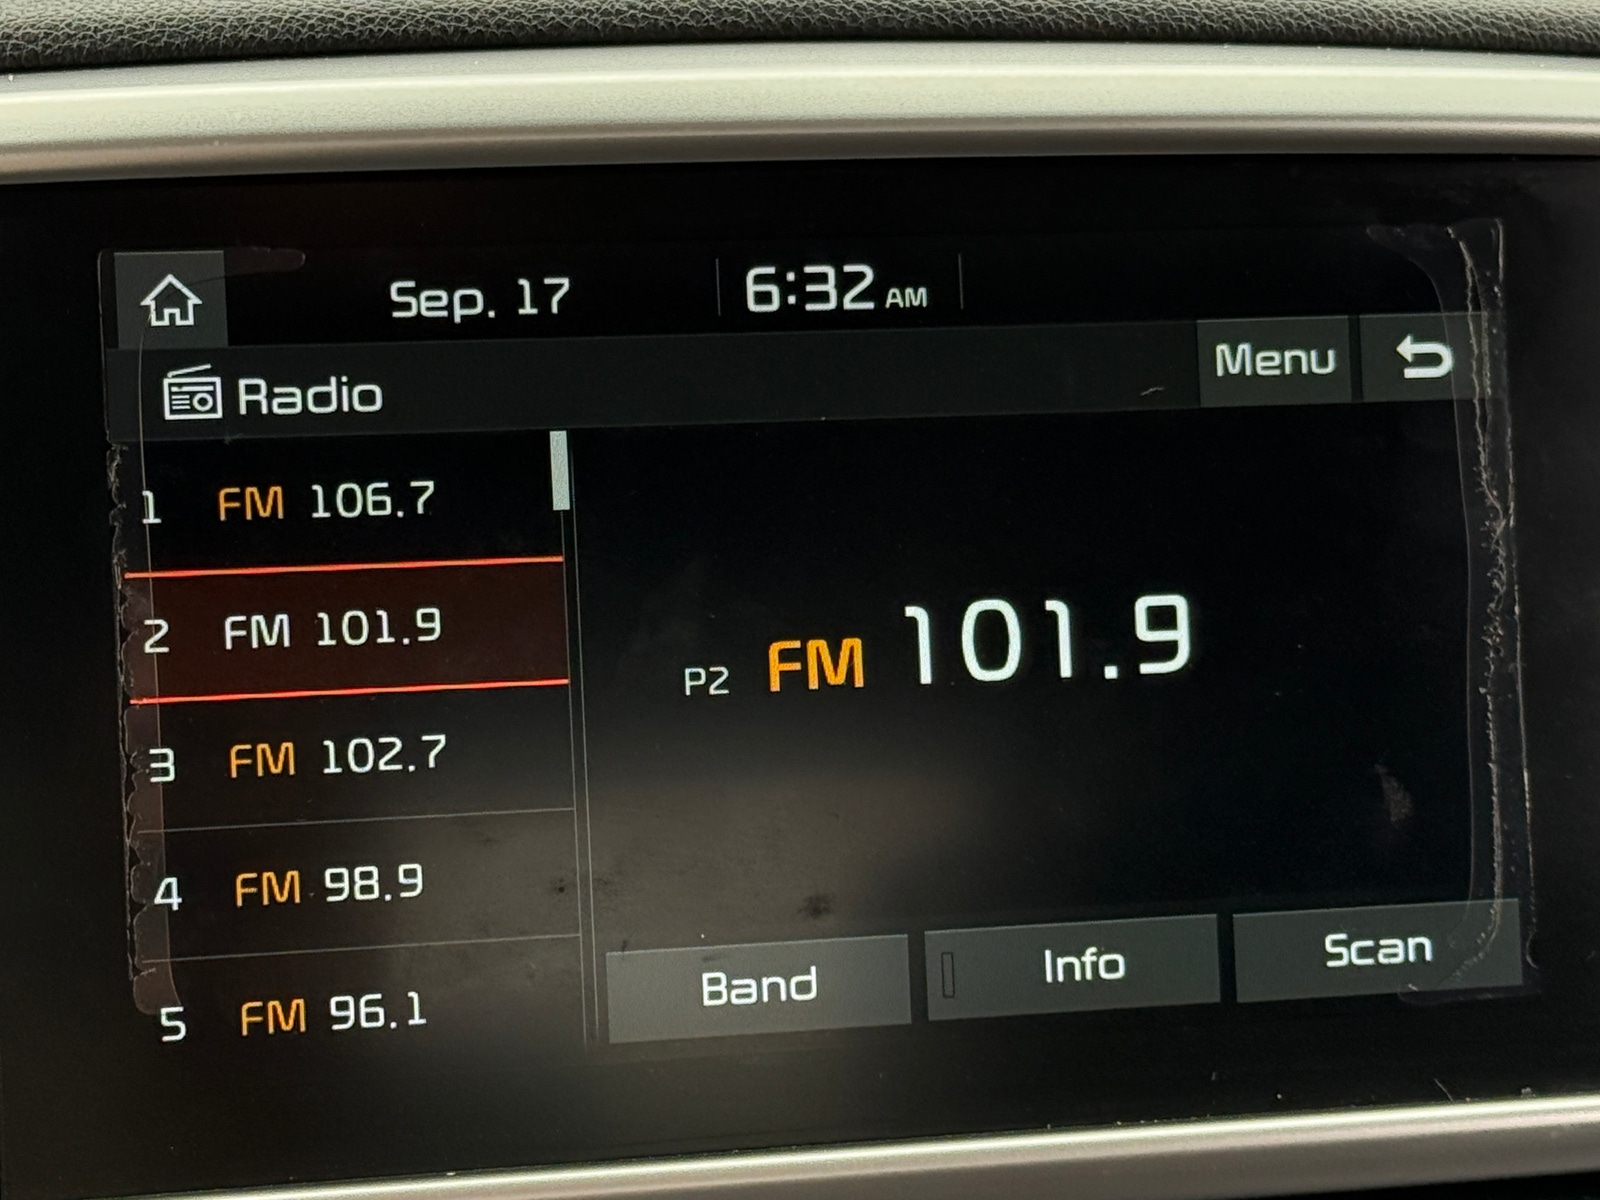 Sep. 17 6:32 AM
Radio Menu
1 FM 106.7
2 FM 101.9
3 FM 102.7
4 FM 98.9
5 FM 96.1
P2 FM 101.9
Band Info Scan